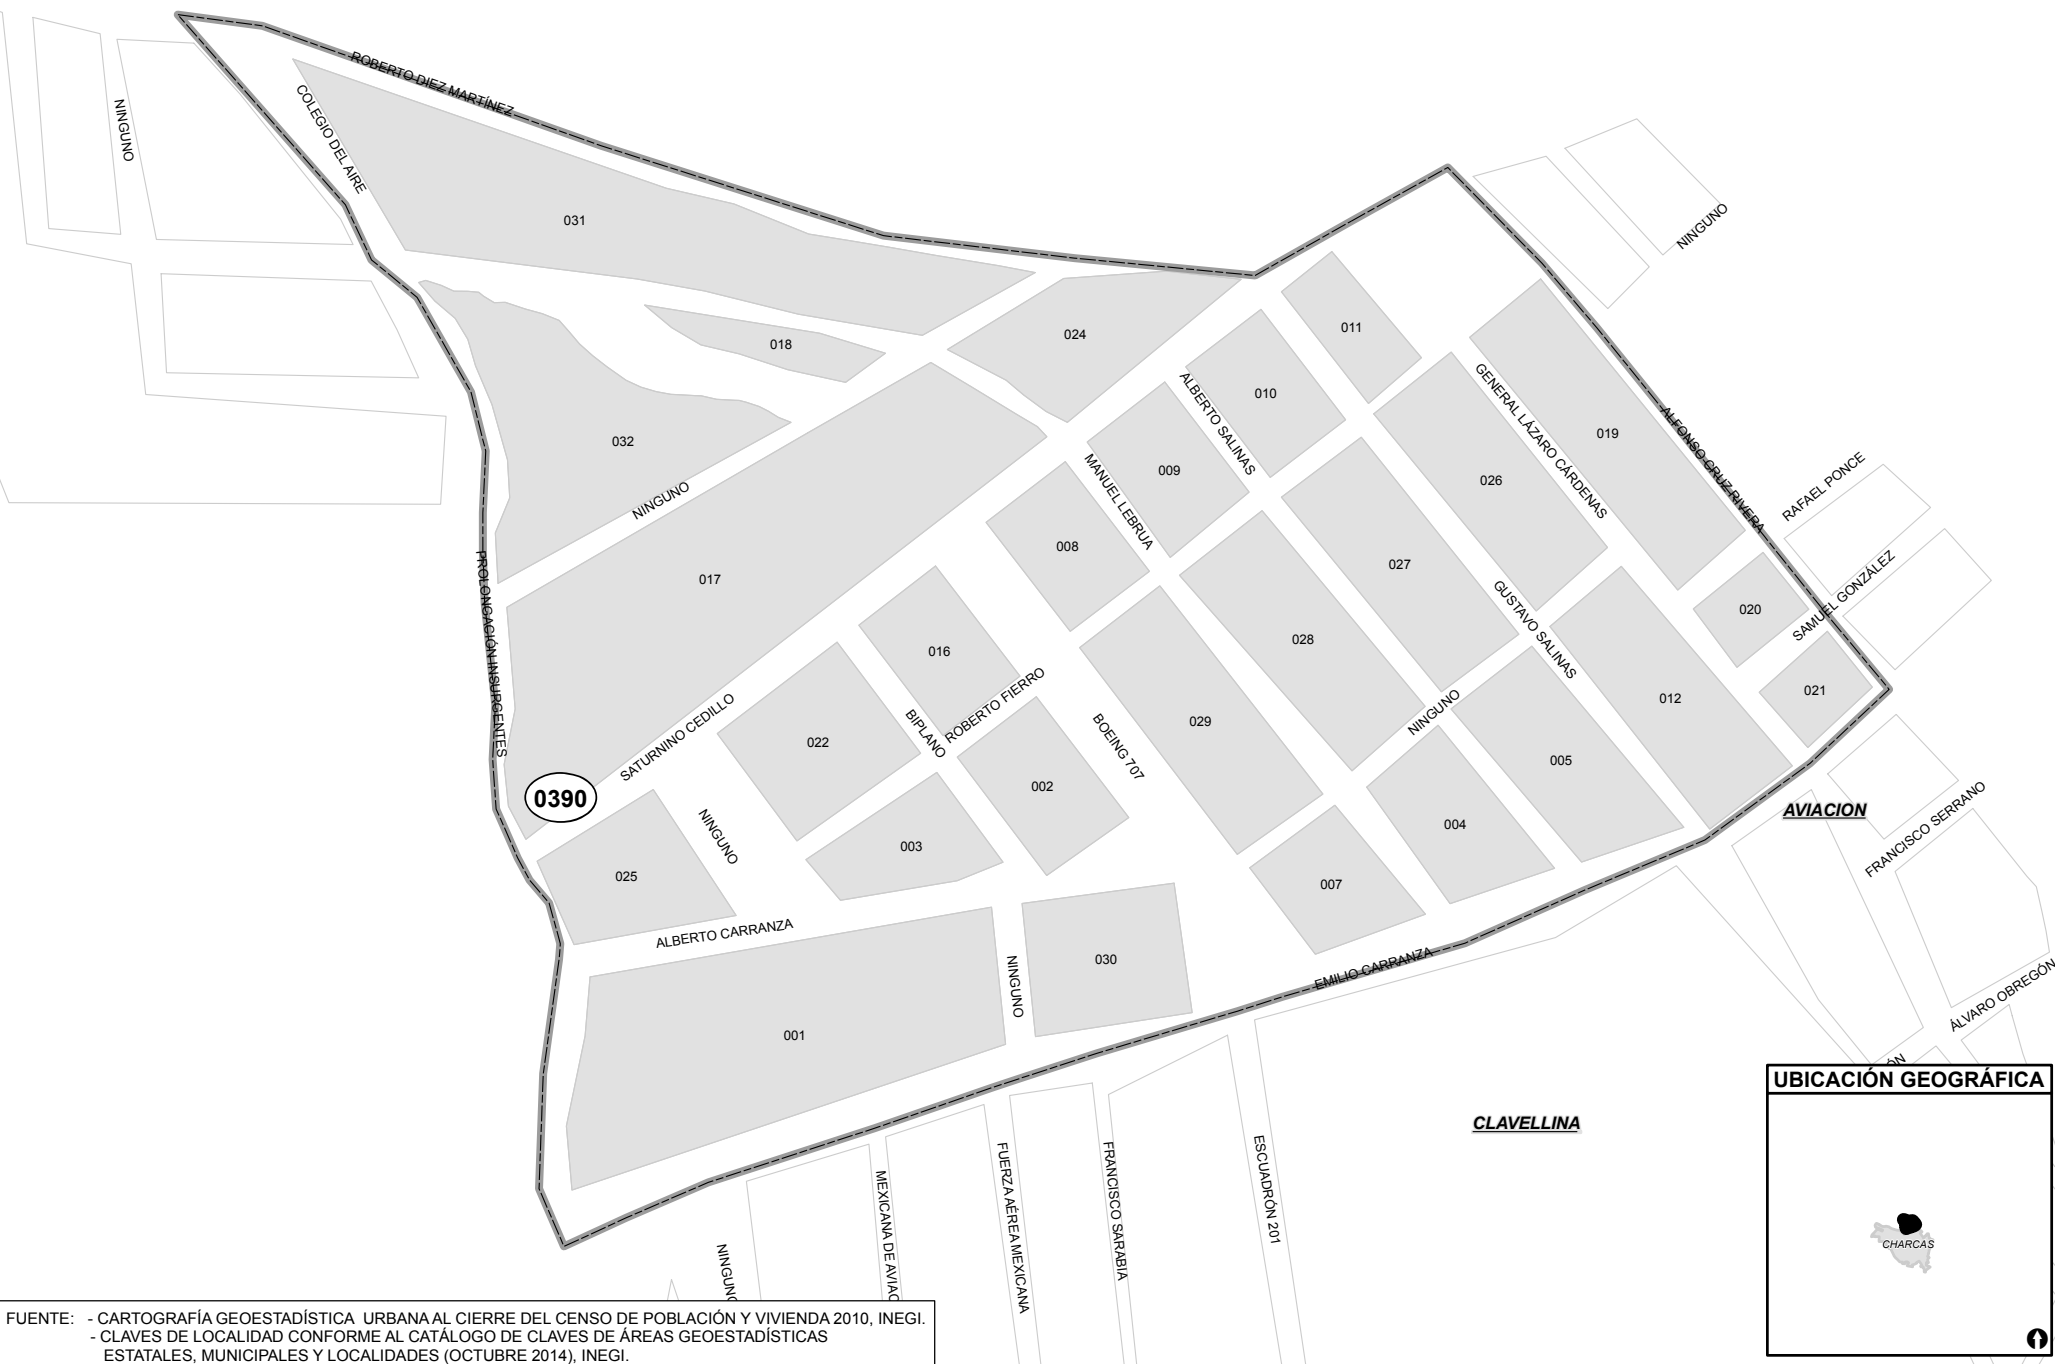 ROBERTO DIEZ MARTÍNEZ
COLEGIO DEL AIRE
NINGUNO
031
NINGUNO
024
011
018
GENERAL LÁZARO CÁRDENAS
ALBERTO SALINAS
010
019
ALFONSO CRUZ RIVERA
032
009
MANUEL LEBRUA
026
RAFAEL PONCE
NINGUNO
008
027
017
PROLONGACIÓN INSURGENTES
GUSTAVO SALINAS
020
SAMUEL GONZÁLEZ
028
016
ROBERTO FIERRO
012
021
SATURNINO CEDILLO
BIPLANO
029
NINGUNO
022
BOEING 707
005
0390
002
AVIACION
NINGUNO
004
FRANCISCO SERRANO
003
025
007
ALBERTO CARRANZA
030
NINGUNO
EMILIO CARRANZA
ÁLVARO OBREGÓN
001
ÓN
UBICACIÓN GEOGRÁFICA
CLAVELLINA
CHARCAS
MEXICANA DE AVIAC
FUERZA AÉREA MEXICANA
FRANCISCO SARABIA
ESCUADRÓN 201
NINGUNO
FUENTE: - CARTOGRAFÍA GEOESTADÍSTICA URBANA AL CIERRE DEL CENSO DE POBLACIÓN Y VIVIENDA 2010, INEGI.
- CLAVES DE LOCALIDAD CONFORME AL CATÁLOGO DE CLAVES DE ÁREAS GEOESTADÍSTICAS
ESTATALES, MUNICIPALES Y LOCALIDADES (OCTUBRE 2014), INEGI.